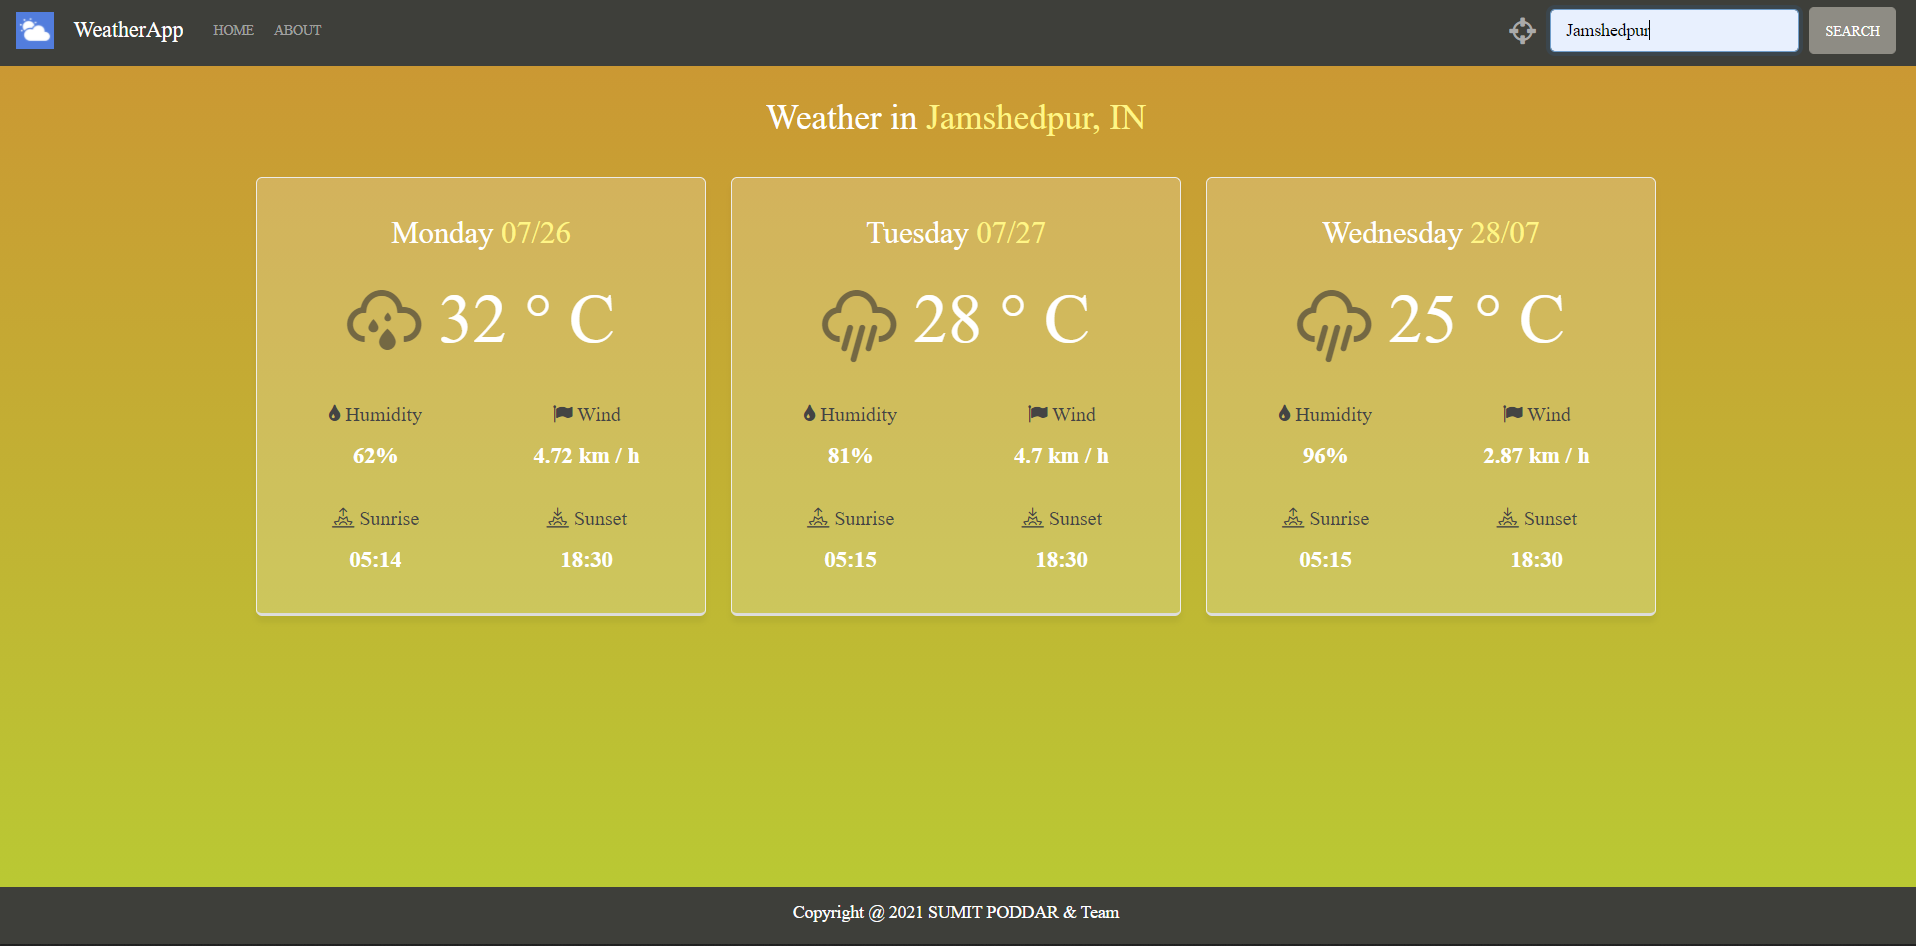 WeatherApp HOME ABOUT Jamshedpur SEARCH
Weather in Jamshedpur, IN
Monday 07/26
32 ° C
Humidity Wind
62% 4.72 km / h
Sunrise Sunset
05:14 18:30
Tuesday 07/27
28 ° C
Humidity Wind
81% 4.7 km / h
Sunrise Sunset
05:15 18:30
Wednesday 28/07
25 ° C
Humidity Wind
96% 2.87 km / h
Sunrise Sunset
05:15 18:30
Copyright @ 2021 SUMIT PODDAR & Team